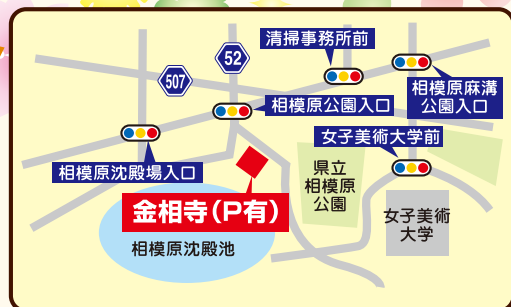 清掃事務所前
52
507
相模原麻溝
公園入口
相模原公園入口
女子美術大学前
相模原沈殿場入口
県立
相模原
公園
金相寺(P有)
女子美術
大学
相模原沈殿池